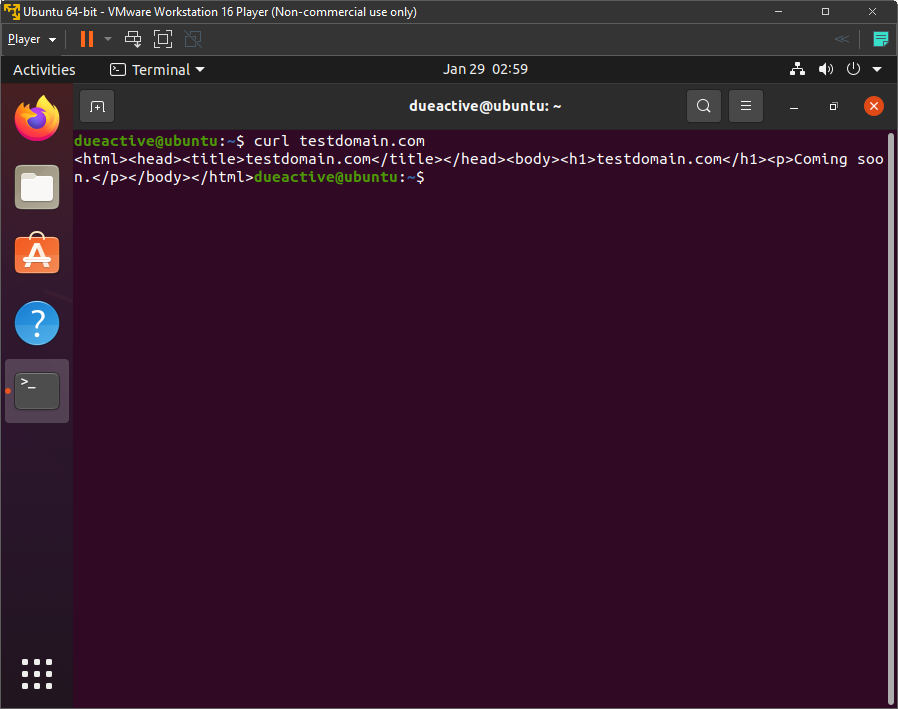 Ubuntu 64-bit - VMware Workstation 16 Player (Non-commercial use only)
Player
Activities
Terminal
Jan 29 02:59
dueactive@ubuntu: ~
dueactive@ubuntu:~$ curl testdomain.com
<html><head><title>testdomain.com</title></head><body><h1>testdomain.com</h1><p>Coming soo
n.</p></body></html>dueactive@ubuntu:~$